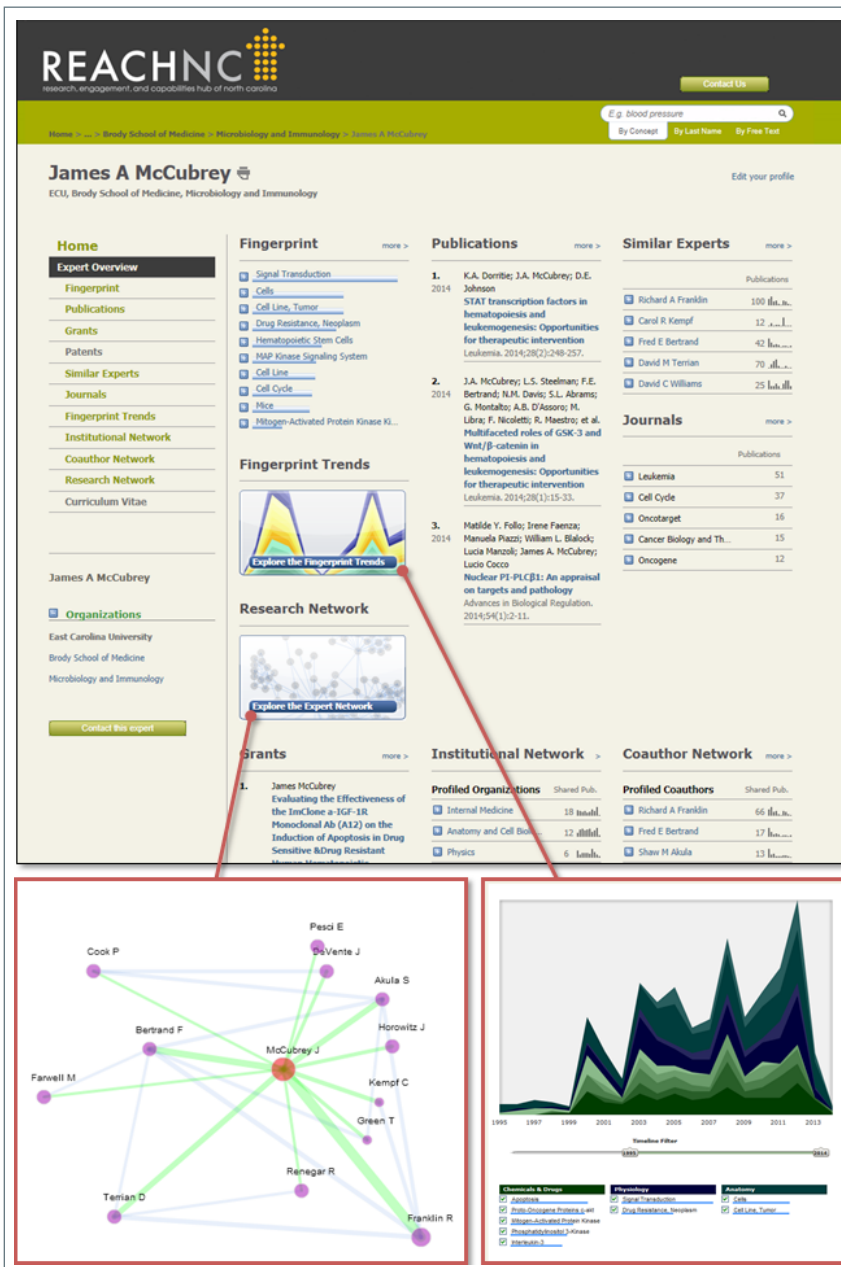 REACHNC
research, engagement, and capabilities hub of north carolina
Contact Us
E.g. blood pressure
By Concept By Last Name By Free Text
Home > ... > Brody School of Medicine > Microbiology and Immunology > James A McCubrey
James A McCubrey
Edit your profile
ECU, Brody School of Medicine, Microbiology and Immunology
Home
Expert Overview
Fingerprint
Publications
Grants
Patents
Similar Experts
Journals
Fingerprint Trends
Institutional Network
Coauthor Network
Research Network
Curriculum Vitae
James A McCubrey
Organizations
East Carolina University
Brody School of Medicine
Microbiology and Immunology
Contact this expert
Fingerprint more >
Signal Transduction
Cells
Cell Line, Tumor
Drug Resistance, Neoplasm
Hematopoietic Stem Cells
MAP Kinase Signaling System
Cell Line
Cell Cycle
Mice
Mitogen-Activated Protein Kinase Ki...
Fingerprint Trends
Explore the Fingerprint Trends
Research Network
Explore the Expert Network
Grants more >
1. James McCubrey
Evaluating the Effectiveness of
the ImClone a-IGF-1R
Monoclonal Ab (A12) on the
Induction of Apoptosis in Drug
Sensitive &Drug Resistant
Human Hematopoietic
Publications more >
1. K.A. Dorritie; J.A. McCubrey; D.E.
2014 Johnson
STAT transcription factors in
hematopoiesis and
leukemogenesis: Opportunities
for therapeutic intervention
Leukemia. 2014;28(2):248-257.
2. J.A. McCubrey; L.S. Steelman; F.E.
2014 Bertrand; N.M. Davis; S.L. Abrams;
G. Montalto; A.B. D'Assoro; M.
Libra; F. Nicoletti; R. Maestro; et al.
Multifaceted roles of GSK-3 and
Wnt/β-catenin in
hematopoiesis and
leukemogenesis: Opportunities
for therapeutic intervention
Leukemia. 2014;28(1):15-33.
3. Matilde Y. Follo; Irene Faenza;
2014 Manuela Piazzi; William L. Blalock;
Lucia Manzoli; James A. McCubrey;
Lucio Cocco
Nuclear PI-PLCβ1: An appraisal
on targets and pathology
Advances in Biological Regulation.
2014;54(1):2-11.
Institutional Network >
Profiled Organizations Shared Pub.
Internal Medicine 18
Anatomy and Cell Biol... 12
Physics 6
Similar Experts more >
Publications
Richard A Franklin 100
Carol R Kempf 12
Fred E Bertrand 42
David M Terrian 70
David C Williams 25
Journals more >
Publications
Leukemia 51
Cell Cycle 37
Oncotarget 16
Cancer Biology and Th... 15
Oncogene 12
Coauthor Network more >
Profiled Coauthors Shared Pub.
Richard A Franklin 66
Fred E Bertrand 17
Shaw M Akula 13
Pesci E
DeVente J
Cook P
Akula S
Bertrand F
Horowitz J
McCubrey J
Farwell M
Kempf C
Green T
Renegar R
Terrian D
Franklin R
1995 1997 1999 2001 2003 2005 2007 2009 2011 2013
Timeline Filter
1995 2014
Chemicals & Drugs
Apoptosis
Proto-Oncogene Proteins c-akt
Mitogen-Activated Protein Kinase
Phosphatidylinositol 3-Kinase
Interleukin-3
Physiology
Signal Transduction
Drug Resistance, Neoplasm
Anatomy
Cells
Cell Line, Tumor